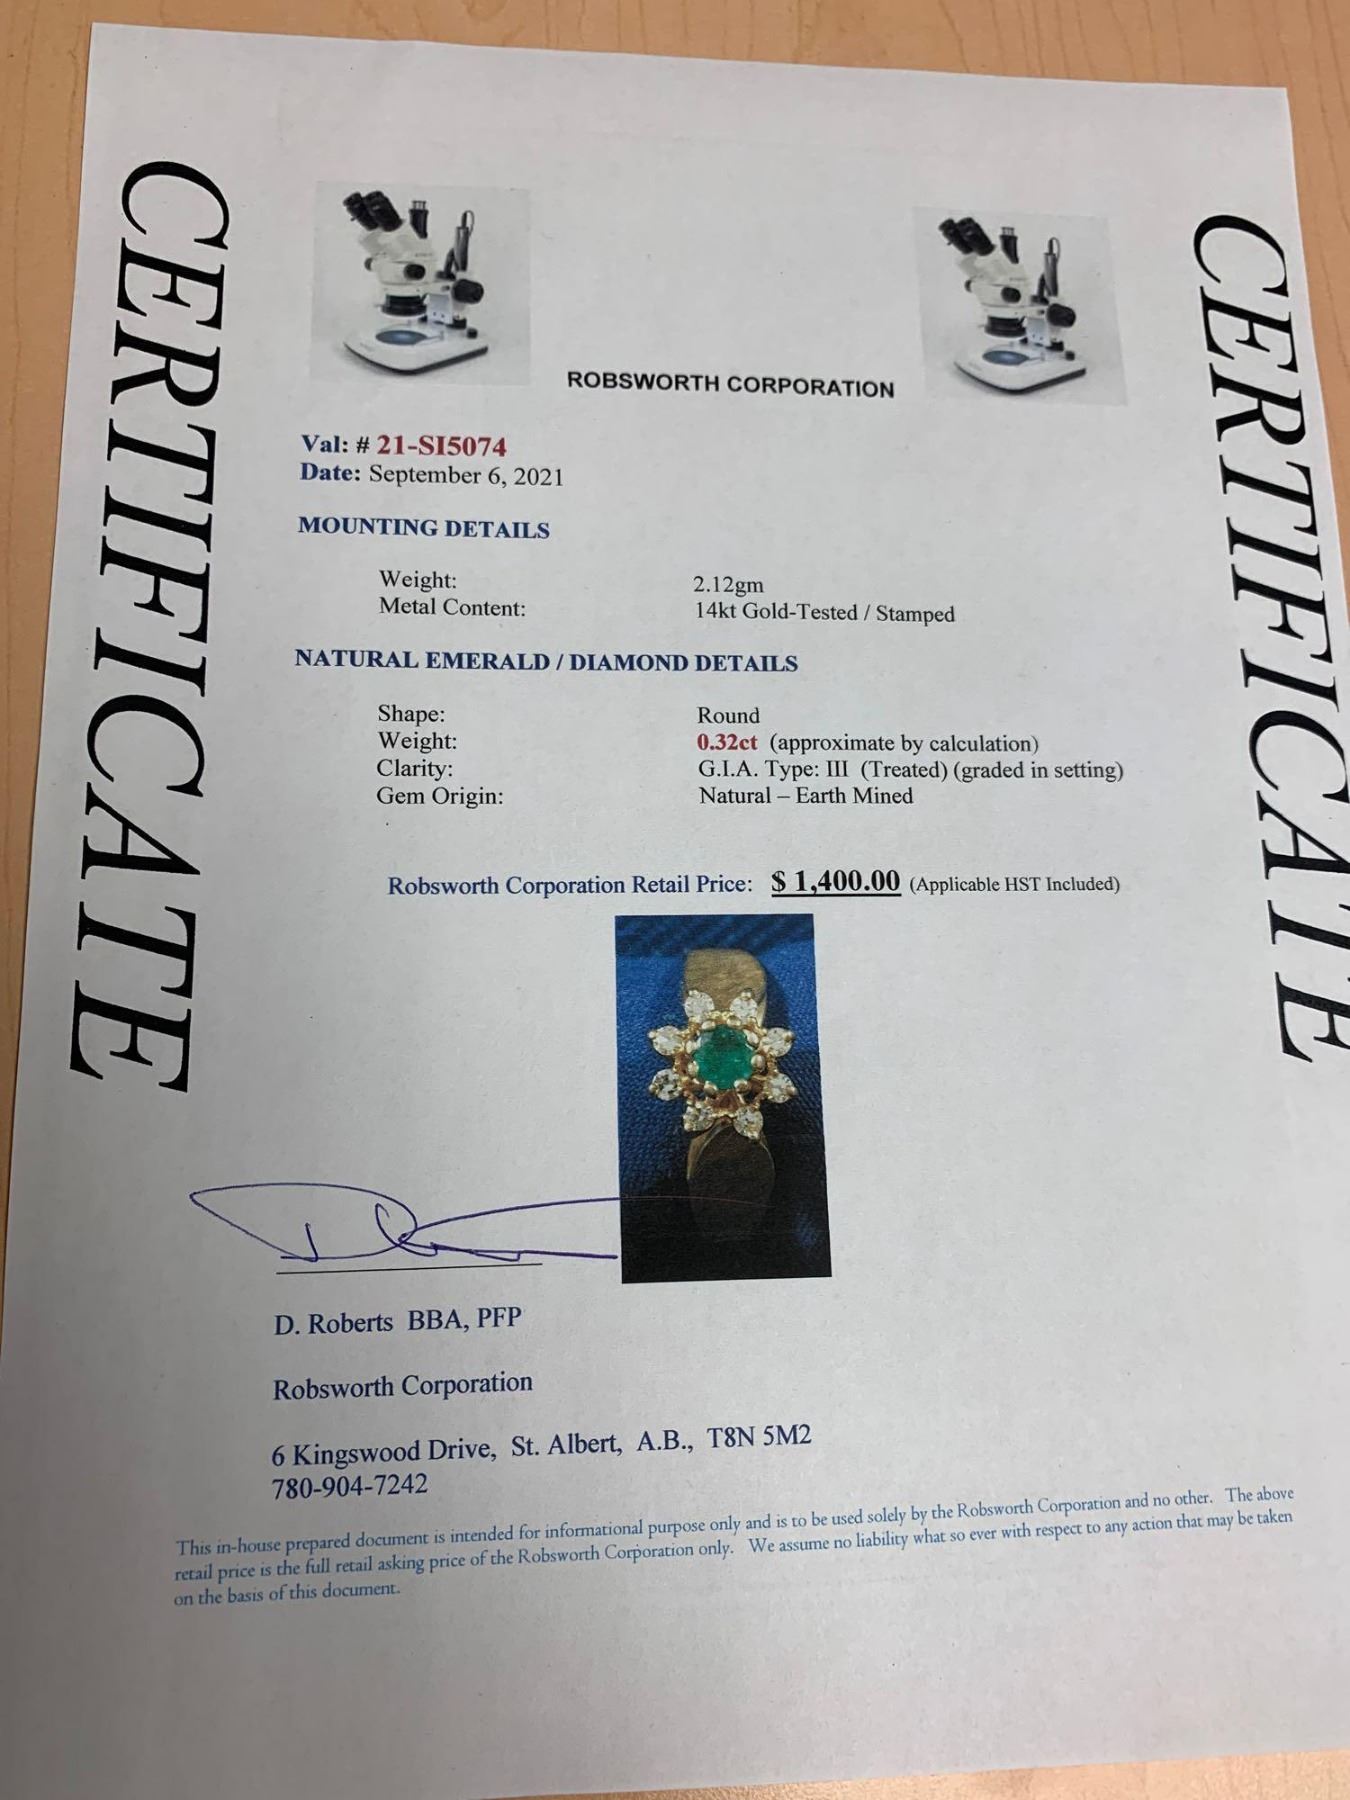 CERTIFICATE
CERTIFICATE
ROBSWORTH CORPORATION
Val: # 21-SI5074
Date: September 6, 2021
MOUNTING DETAILS
Weight: 2.12gm
Metal Content: 14kt Gold-Tested / Stamped
NATURAL EMERALD / DIAMOND DETAILS
Shape: Round
Weight: 0.32ct (approximate by calculation)
Clarity: G.I.A. Type: III (Treated) (graded in setting)
Gem Origin: Natural – Earth Mined
Robsworth Corporation Retail Price: $ 1,400.00 (Applicable HST Included)
D. Roberts BBA, PFP
Robsworth Corporation
6 Kingswood Drive, St. Albert, A.B., T8N 5M2
780-904-7242
This in-house prepared document is intended for informational purpose only and is to be used solely by the Robsworth Corporation and no other. The above
retail price is the full retail asking price of the Robsworth Corporation only. We assume no liability what so ever with respect to any action that may be taken
on the basis of this document.